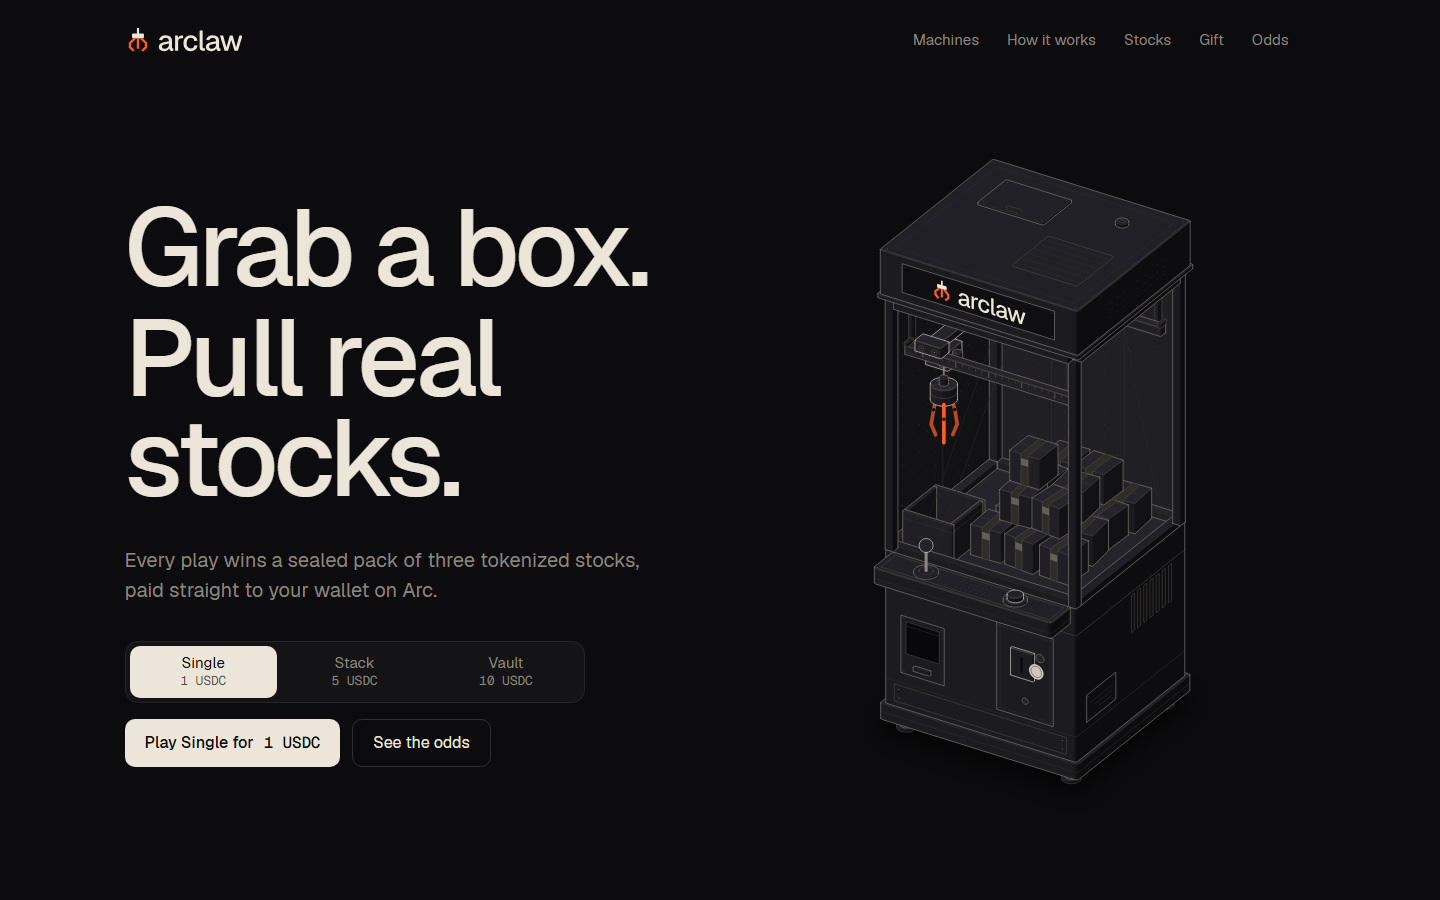 arclaw
Machines
How it works
Stocks
Gift
Odds
Grab a box.
Pull real
stocks.
Every play wins a sealed pack of three tokenized stocks,
paid straight to your wallet on Arc.
Single
1 USDC
Stack
5 USDC
Vault
10 USDC
Play Single for 1 USDC
See the odds
arclaw